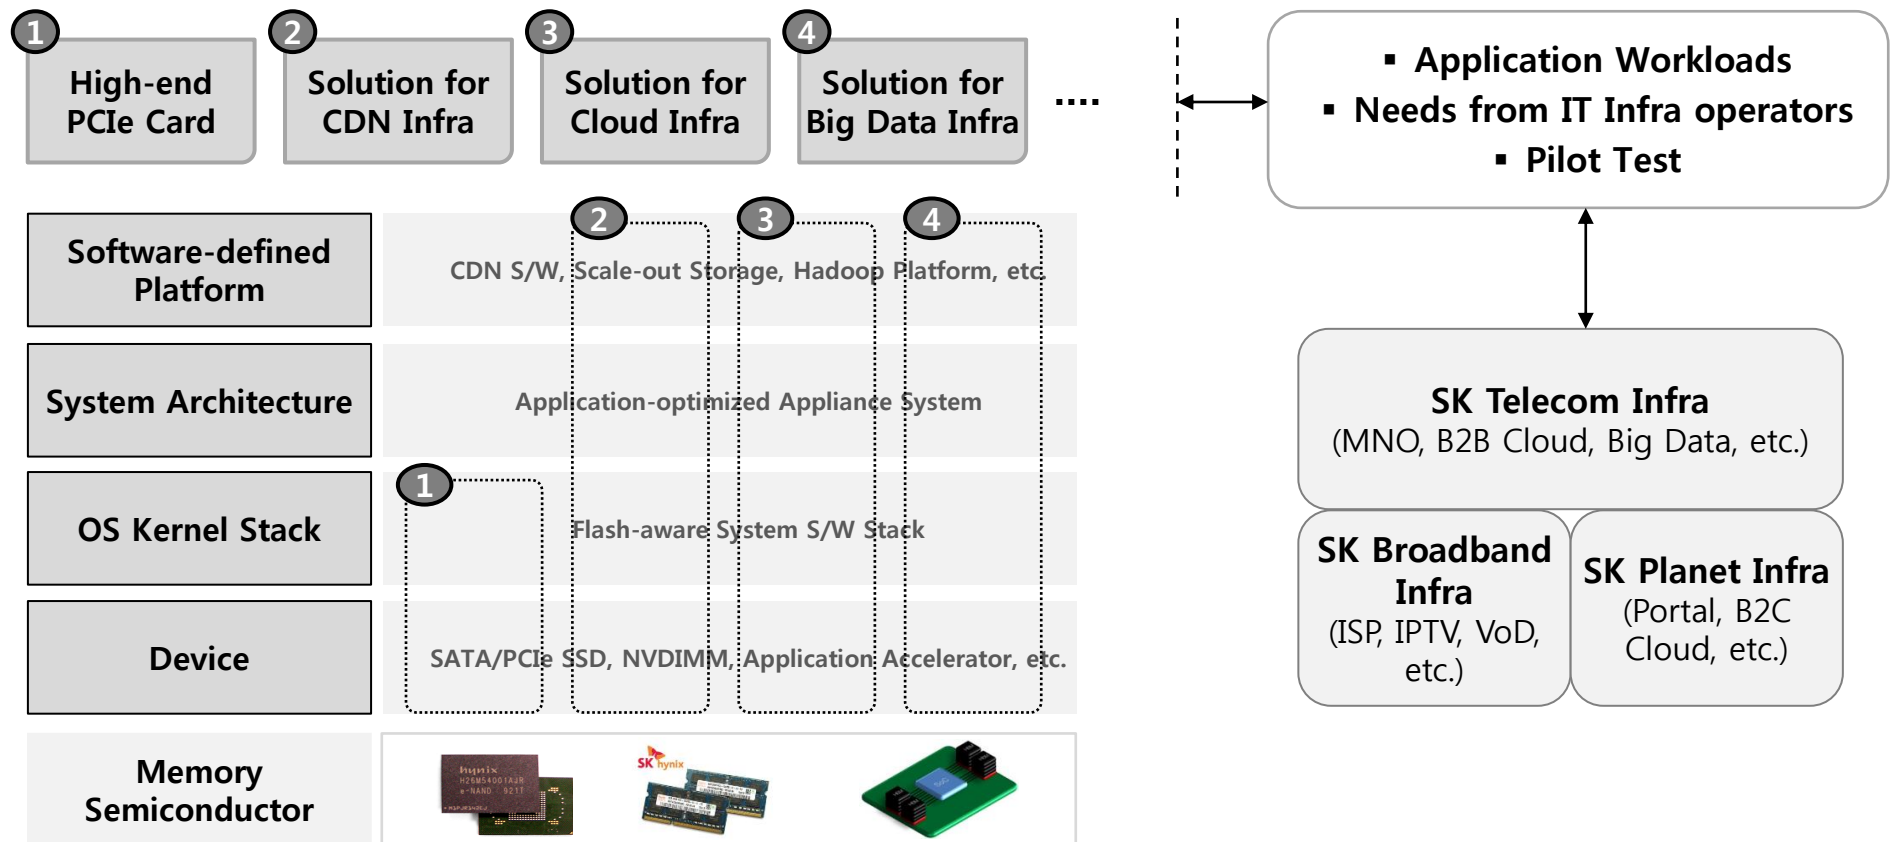 1
High-end
PCIe Card
2
Solution for
CDN Infra
3
Solution for
Cloud Infra
4
Solution for
Big Data Infra
....
▪ Application Workloads
▪ Needs from IT Infra operators
▪ Pilot Test
Software-defined
Platform
2
3
4
CDN S/W, Scale-out Storage, Hadoop Platform, etc.
System Architecture
Application-optimized Appliance System
OS Kernel Stack
1
Flash-aware System S/W Stack
Device
SATA/PCIe SSD, NVDIMM, Application Accelerator, etc.
Memory
Semiconductor
hynix
H26M54001AJR
e-NAND 921T
SK hynix
SoC
SK Telecom Infra
(MNO, B2B Cloud, Big Data, etc.)
SK Broadband
Infra
(ISP, IPTV, VoD,
etc.)
SK Planet Infra
(Portal, B2C
Cloud, etc.)